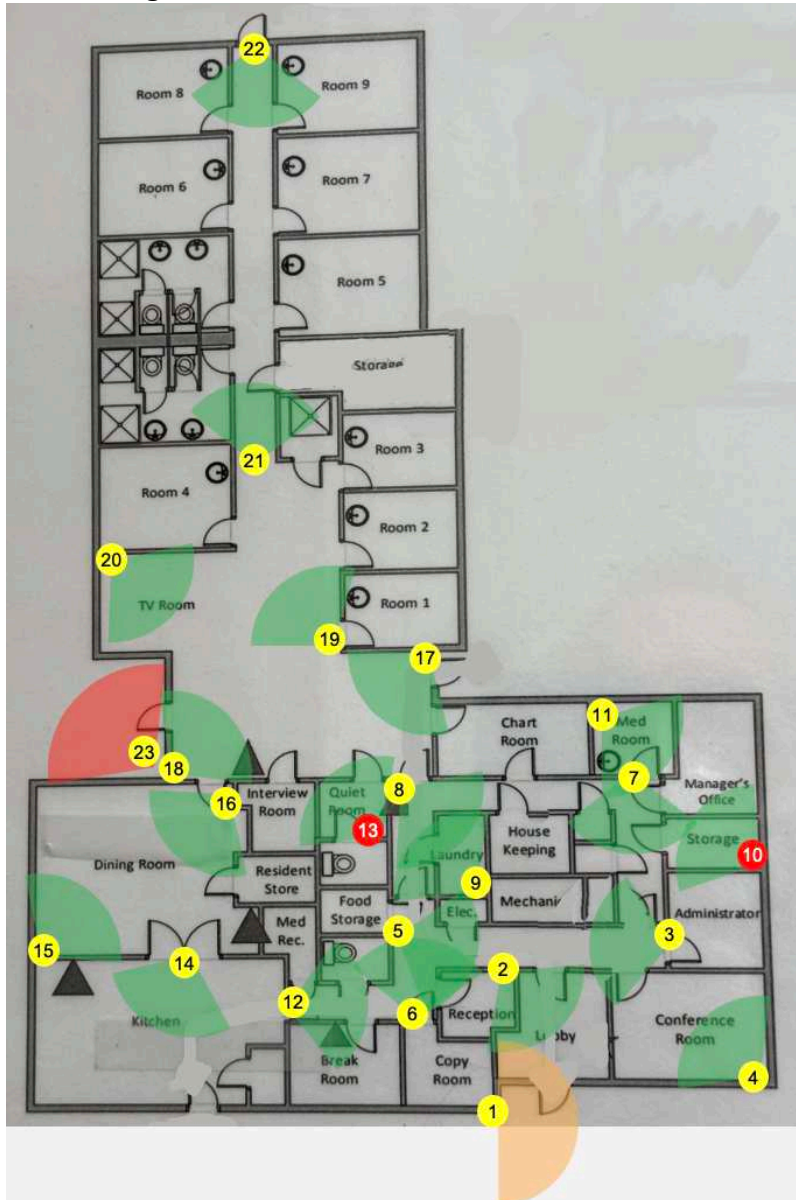 22
Room 8
Room 9
Room 6
Room 7
Room 5
Storage
21
Room 3
Room 4
Room 2
20
TV Room
Room 1
19
17
23
18
16
Interview
Room
Quiet
Room
8
13
Chart
Room
11
Med
Room
7
Manager's
Office
Storage
10
House
Keeping
Laundry
9
Dining Room
Resident
Store
Food
Storage
Elec.
Administrator
Med
Rec.
5
3
2
15
14
12
6
Kitchen
Reception
Lobby
Conference
Room
4
Break
Room
Copy
Room
1